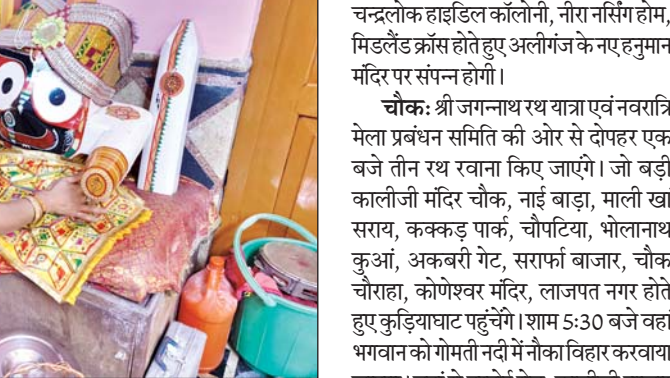 चन्द्रलोक हाइडिल कॉलोनी, नीरा नर्सिंग होम,
मिडलैंड क्रॉस होते हुए अलीगंज के नए हनुमान
मंदिर पर संपन्न होगी।
चौक: श्री जगन्नाथ रथ यात्रा एवं नवरात्रि
मेला प्रबंधन समिति की ओर से दोपहर एक
बजे तीन रथ रवाना किए जाएंगे। जो बड़ी
कालीजी मंदिर चौक, नाई बाड़ा, माली खां
सराय, कक्कड़ पार्क, चौपटिया, भोलानाथ
कुआं, अकबरी गेट, सरार्फा बाजार, चौक
चौराहा, कोणेश्वर मंदिर, लाजपत नगर होते
हुए कुड़ियाघाट पहुंचेंगे। शाम 5:30 बजे वहां
भगवान को गोमती नदी में नौका विहार करवाया